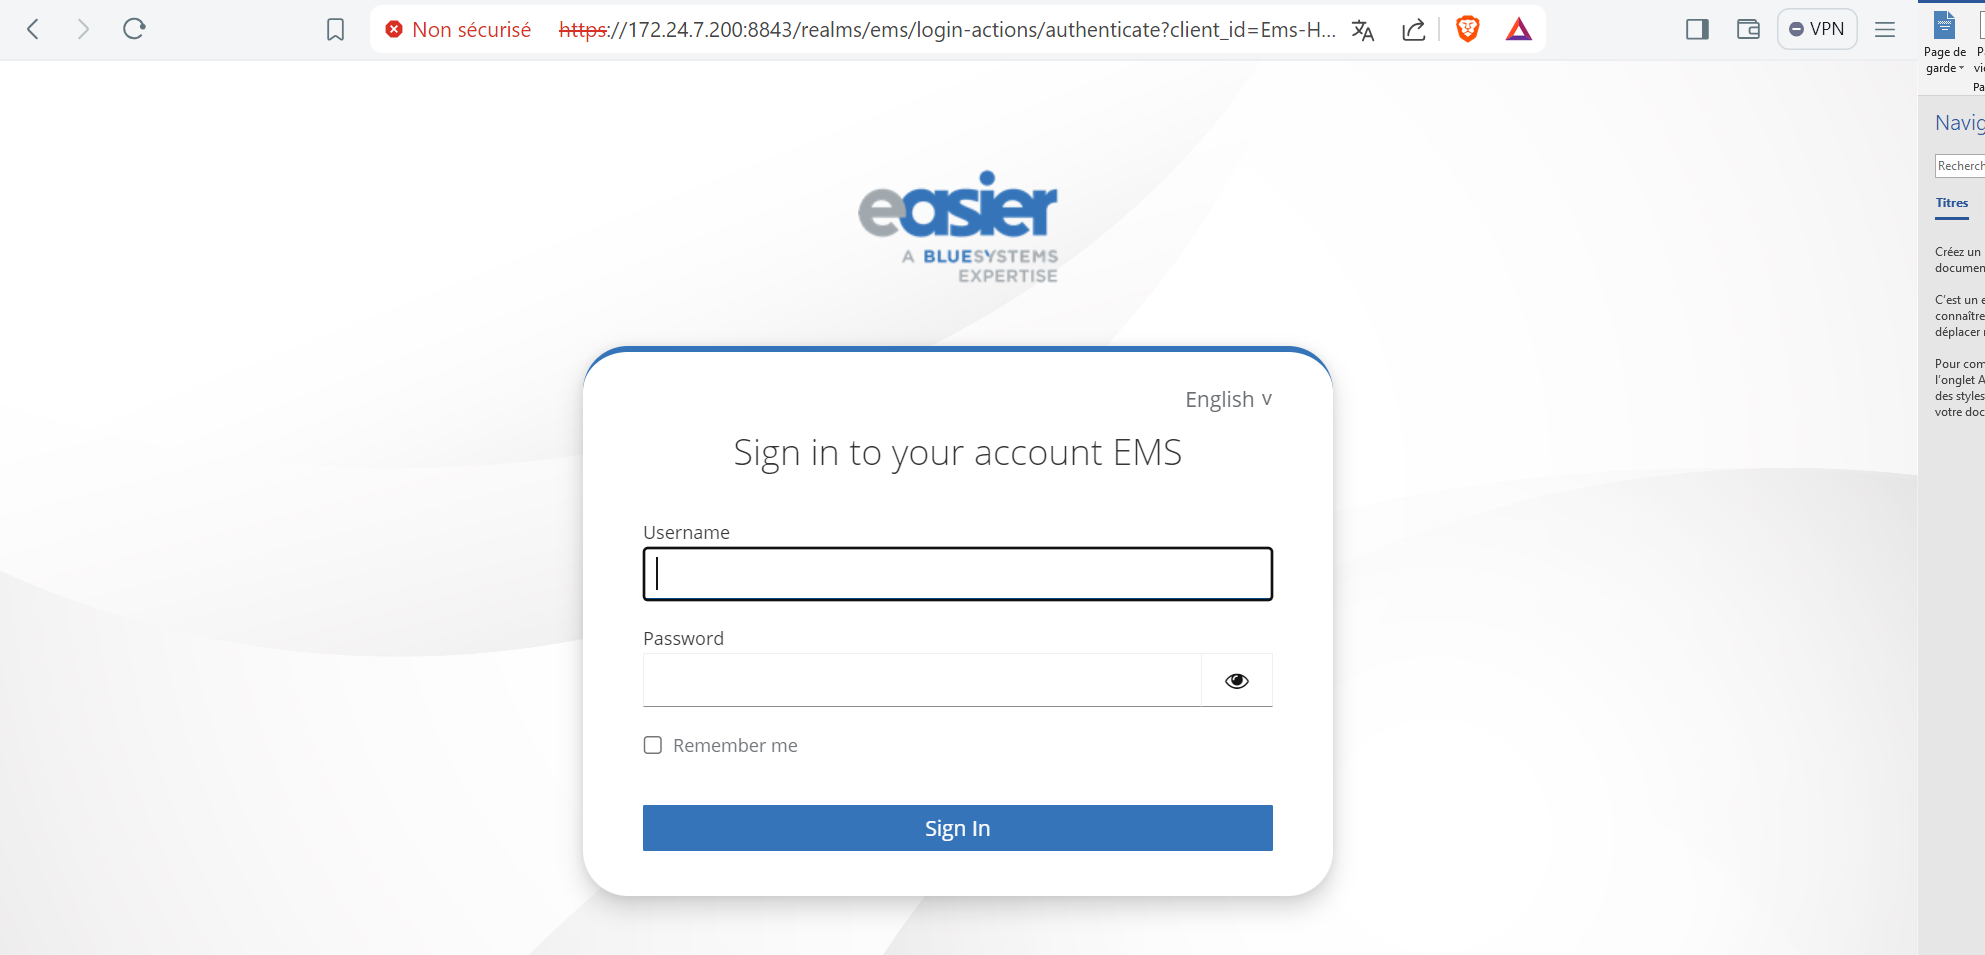 Non sécurisé https://172.24.7.200:8843/realms/ems/login-actions/authenticate?client_id=Ems-H...
VPN
easier
A BLUESYSTEMS
EXPERTISE
English
Sign in to your account EMS
Username
Password
Remember me
Sign In
Page de
garde
Pa
Navig
Recherch
Titres
Créez un
documen
C'est un e
connaître
déplacer
Pour com
l'onglet A
des styles
votre doc